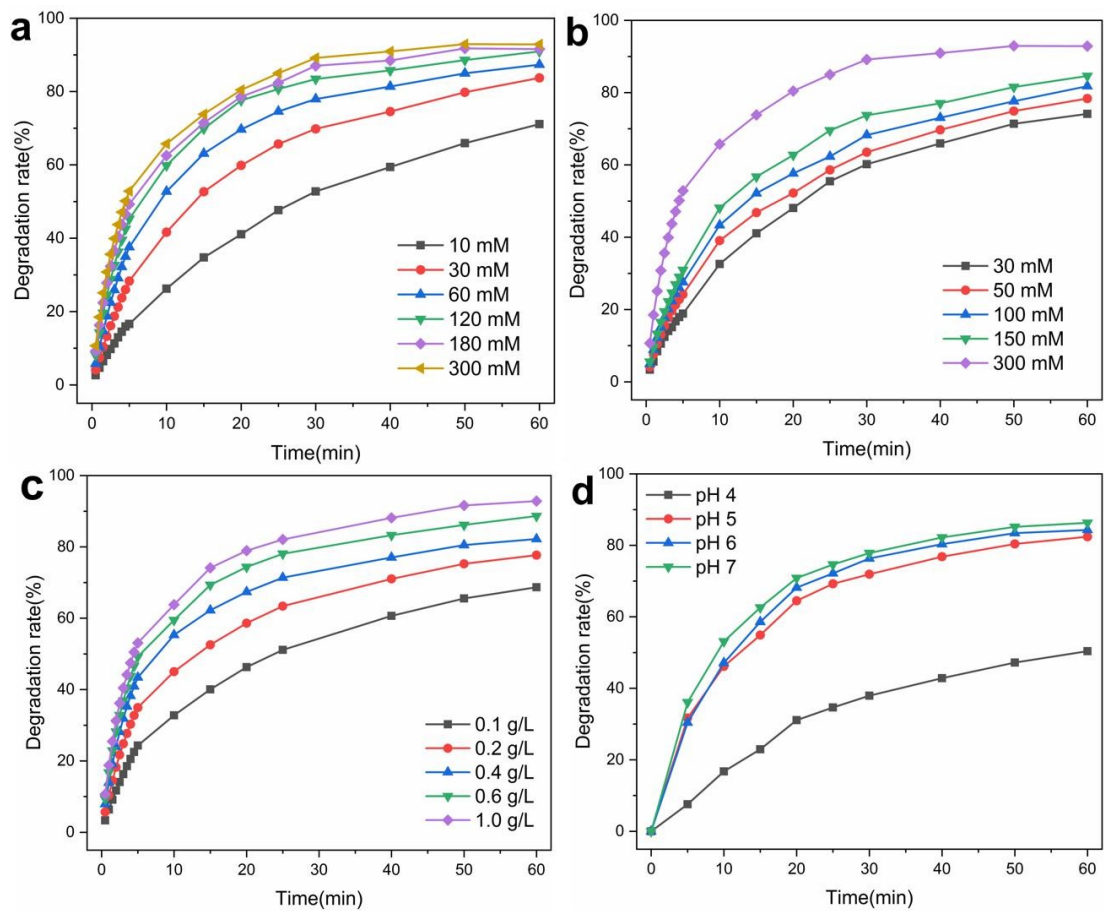 a
100
80
60
40
20
0
Degradation rate(%)
10 mM
30 mM
60 mM
120 mM
180 mM
300 mM
0 10 20 30 40 50 60
Time(min)
b
100
80
60
40
20
0
Degradation rate(%)
30 mM
50 mM
100 mM
150 mM
300 mM
0 10 20 30 40 50 60
Time(min)
c
100
80
60
40
20
0
Degradation rate(%)
0.1 g/L
0.2 g/L
0.4 g/L
0.6 g/L
1.0 g/L
0 10 20 30 40 50 60
Time(min)
d
100
80
60
40
20
0
Degradation rate(%)
pH 4
pH 5
pH 6
pH 7
0 10 20 30 40 50 60
Time(min)